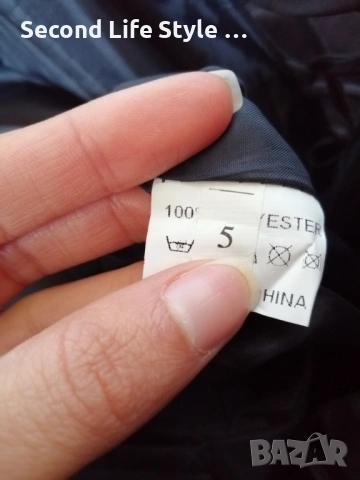 Second Life Style ...
100%
YESTER
5
HINA
BAZAR